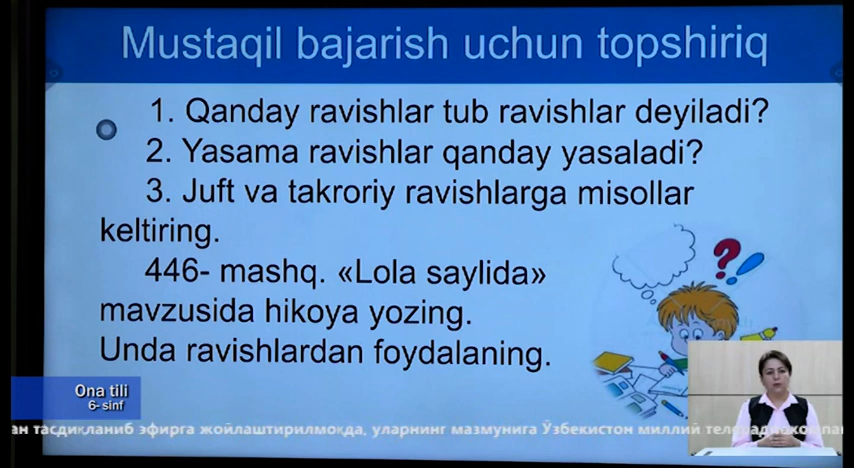 Mustaqil bajarish uchun topshiriq
1. Qanday ravishlar tub ravishlar deyiladi?
2. Yasama ravishlar qanday yasaladi?
3. Juft va takroriy ravishlarga misollar
keltiring.
446- mashq. «Lola saylida»
mavzusida hikoya yozing.
Unda ravishlardan foydalaning.
Ona tili
6- sinf
тасдиқланиб эфирга жойлаштирилмоқда, уларнинг мазмунига Ўзбекистон миллий